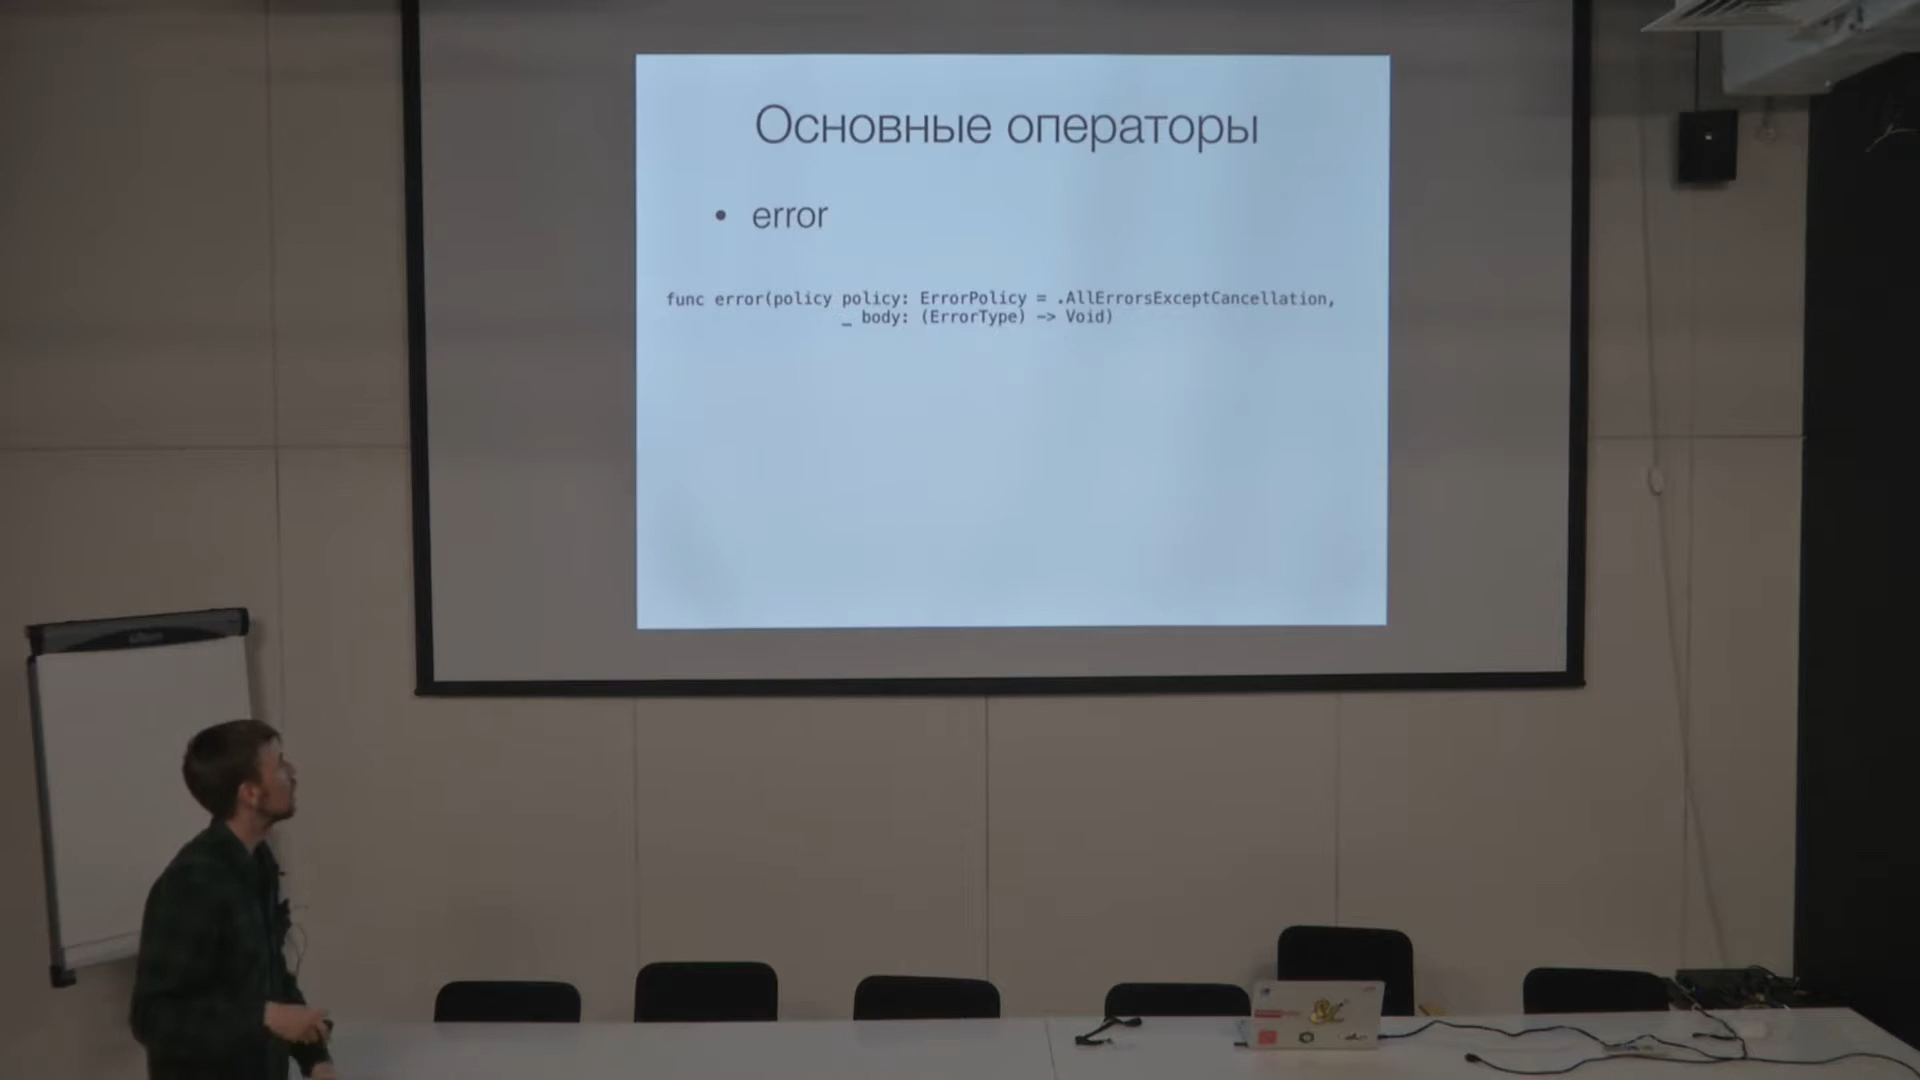 Основные операторы
• error
func error(policy policy: ErrorPolicy = .AllErrorsExceptCancellation,
_ body: (ErrorType) -> Void)